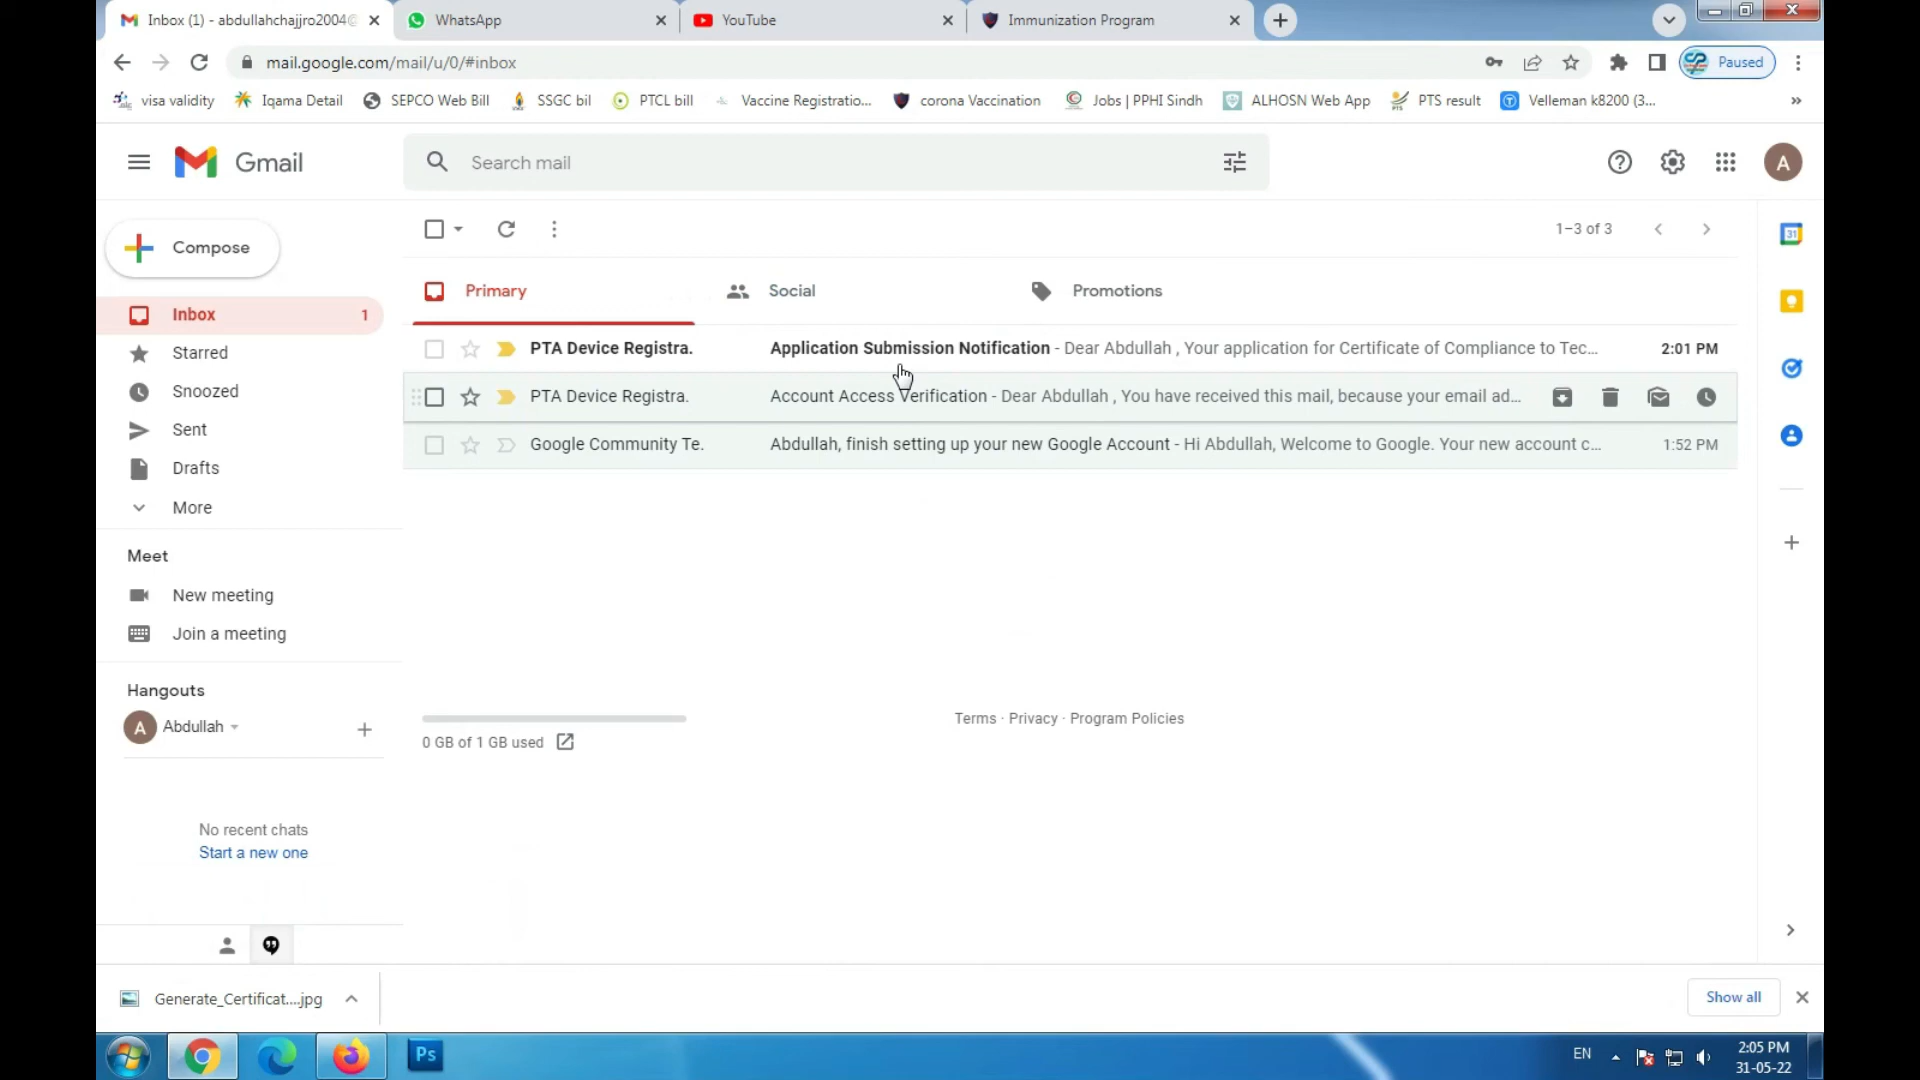 Inbox (1) - abdullahchajjro2004@
WhatsApp
YouTube
Immunization Program
mail.google.com/mail/u/0/#inbox
Paused
visa validity
Iqama Detail
SEPCO Web Bill
SSGC bil
PTCL bill
Vaccine Registratio...
corona Vaccination
Jobs | PPHI Sindh
ALHOSN Web App
PTS result
Velleman k8200 (3...
Gmail
Search mail
A
Compose
1–3 of 3
Primary
Social
Promotions
Inbox 1
Starred
Snoozed
Sent
Drafts
More
PTA Device Registra. Application Submission Notification - Dear Abdullah , Your application for Certificate of Compliance to Tec... 2:01 PM
PTA Device Registra. Account Access Verification - Dear Abdullah , You have received this mail, because your email ad...
Google Community Te. Abdullah, finish setting up your new Google Account - Hi Abdullah, Welcome to Google. Your new account c... 1:52 PM
Meet
New meeting
Join a meeting
Hangouts
A Abdullah
No recent chats
Start a new one
Terms · Privacy · Program Policies
0 GB of 1 GB used
31
Generate_Certificat....jpg
Show all
Ps
EN
2:05 PM
31-05-22